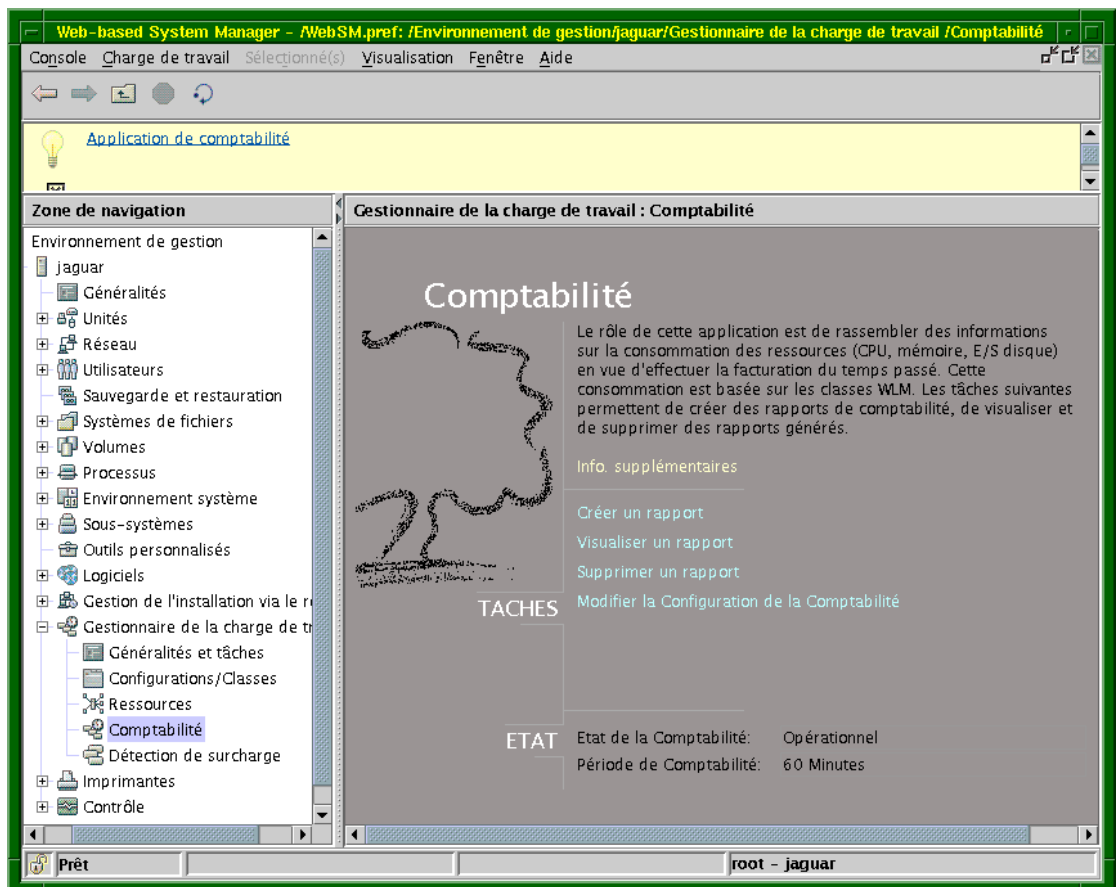 Web-based System Manager - /WebSM.pref: /Environnement de gestion/jaguar/Gestionnaire de la charge de travail /Comptabilité
Console Charge de travail Sélectionné(s) Visualisation Fenêtre Aide
Application de comptabilité
Zone de navigation
Environnement de gestion
jaguar
Généralités
Unités
Réseau
Utilisateurs
Sauvegarde et restauration
Systèmes de fichiers
Volumes
Processus
Environnement système
Sous-systèmes
Outils personnalisés
Logiciels
Gestion de l'installation via le r
Gestionnaire de la charge de tr
Généralités et tâches
Configurations/Classes
Ressources
Comptabilité
Détection de surcharge
Imprimantes
Contrôle
Gestionnaire de la charge de travail : Comptabilité
Comptabilité
Le rôle de cette application est de rassembler des informations
sur la consommation des ressources (CPU, mémoire, E/S disque)
en vue d'effectuer la facturation du temps passé. Cette
consommation est basée sur les classes WLM. Les tâches suivantes
permettent de créer des rapports de comptabilité, de visualiser et
de supprimer des rapports générés.
Info. supplémentaires
Créer un rapport
Visualiser un rapport
Supprimer un rapport
TACHES Modifier la Configuration de la Comptabilité
ETAT Etat de la Comptabilité: Opérationnel
Période de Comptabilité: 60 Minutes
Prêt
root - jaguar